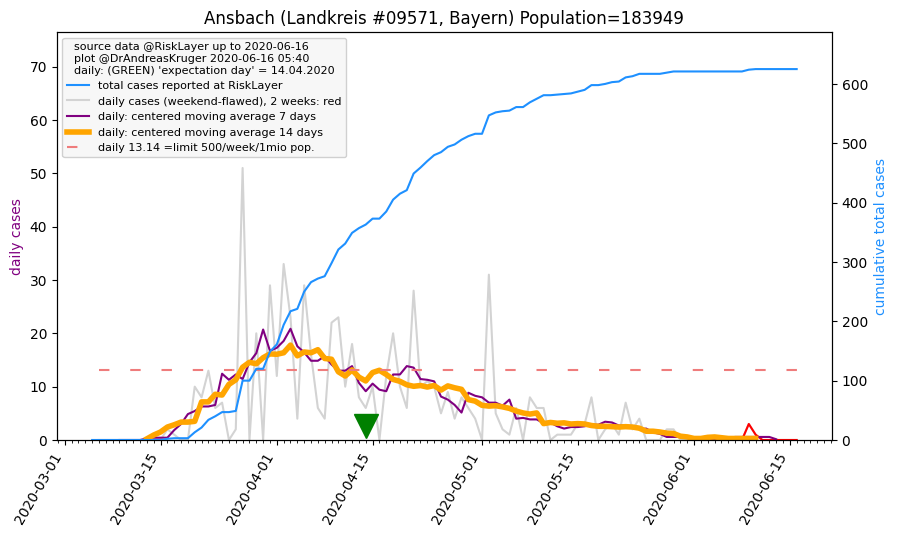 Ansbach (Landkreis #09571, Bayern) Population=183949
source data @RiskLayer up to 2020-06-16
plot @DrAndreasKruger 2020-06-16 05:40
daily: (GREEN) 'expectation day' = 14.04.2020
total cases reported at RiskLayer
daily cases (weekend-flawed), 2 weeks: red
daily: centered moving average 7 days
daily: centered moving average 14 days
daily 13.14 =limit 500/week/1mio pop.
daily cases
70
60
50
40
30
20
10
0
cumulative total cases
600
500
400
300
200
100
0
2020-03-01
2020-03-15
2020-04-01
2020-04-15
2020-05-01
2020-05-15
2020-06-01
2020-06-15